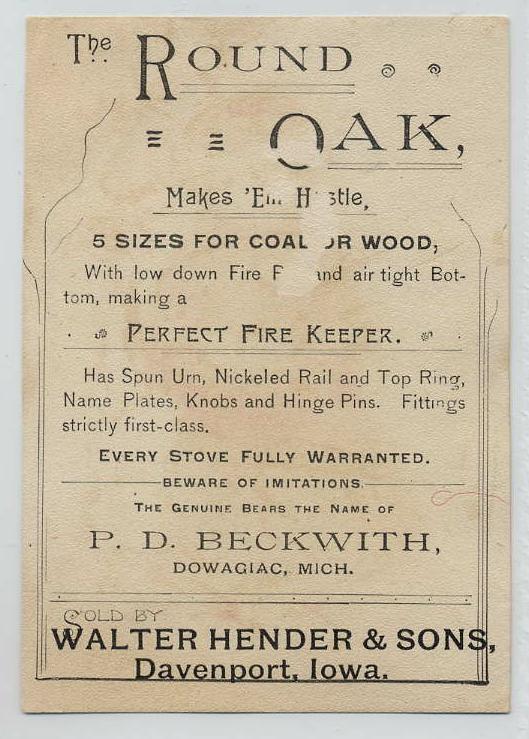 The ROUND
OAK,
Makes H stle,
5 SIZES FOR COAL OR WOOD,
With low down Fire and air tight Bot-
tom, making a
PERFECT FIRE KEEPER.
Has Spun Urn, Nickeled Rail and Top Ring,
Name Plates, Knobs and Hinge Pins. Fittings
strictly first-class.
EVERY STOVE FULLY WARRANTED.
BEWARE OF IMITATIONS.
THE GENUINE BEARS THE NAME OF
P. D. BECKWITH,
DOWAGIAC, MICH.
SOLD BY
WALTER HENDER & SONS,
Davenport, Iowa.